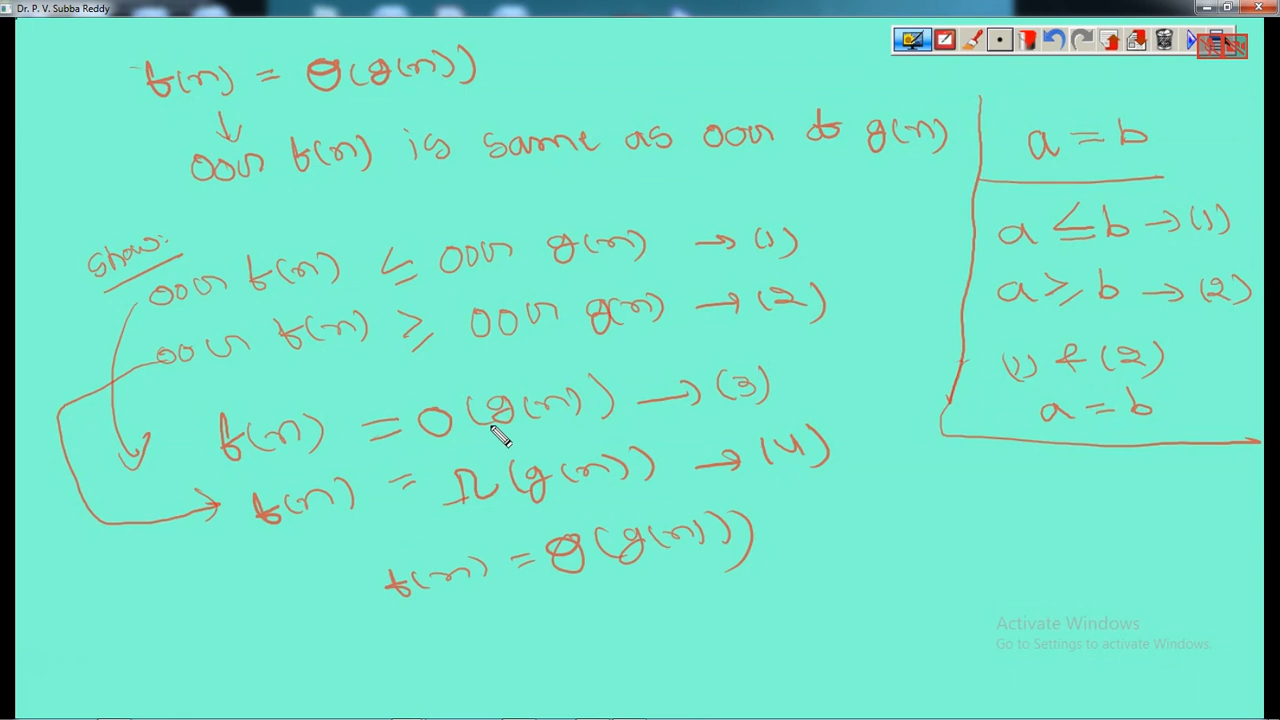 Dr. P. V. Subba Reddy
f(n) = Θ(g(n))
↓
OOG f(n) is same as OOG of g(n)
Show:
OOG f(n) ≤ OOG g(n) → (1)
OOG f(n) ≥ OOG g(n) → (2)
f(n) = O(g(n)) → (3)
f(n) = Ω(g(n)) → (4)
f(n) = Θ(g(n))
a = b
a ≤ b → (1)
a ≥ b → (2)
(1) & (2)
a = b
Activate Windows
Go to Settings to activate Windows.